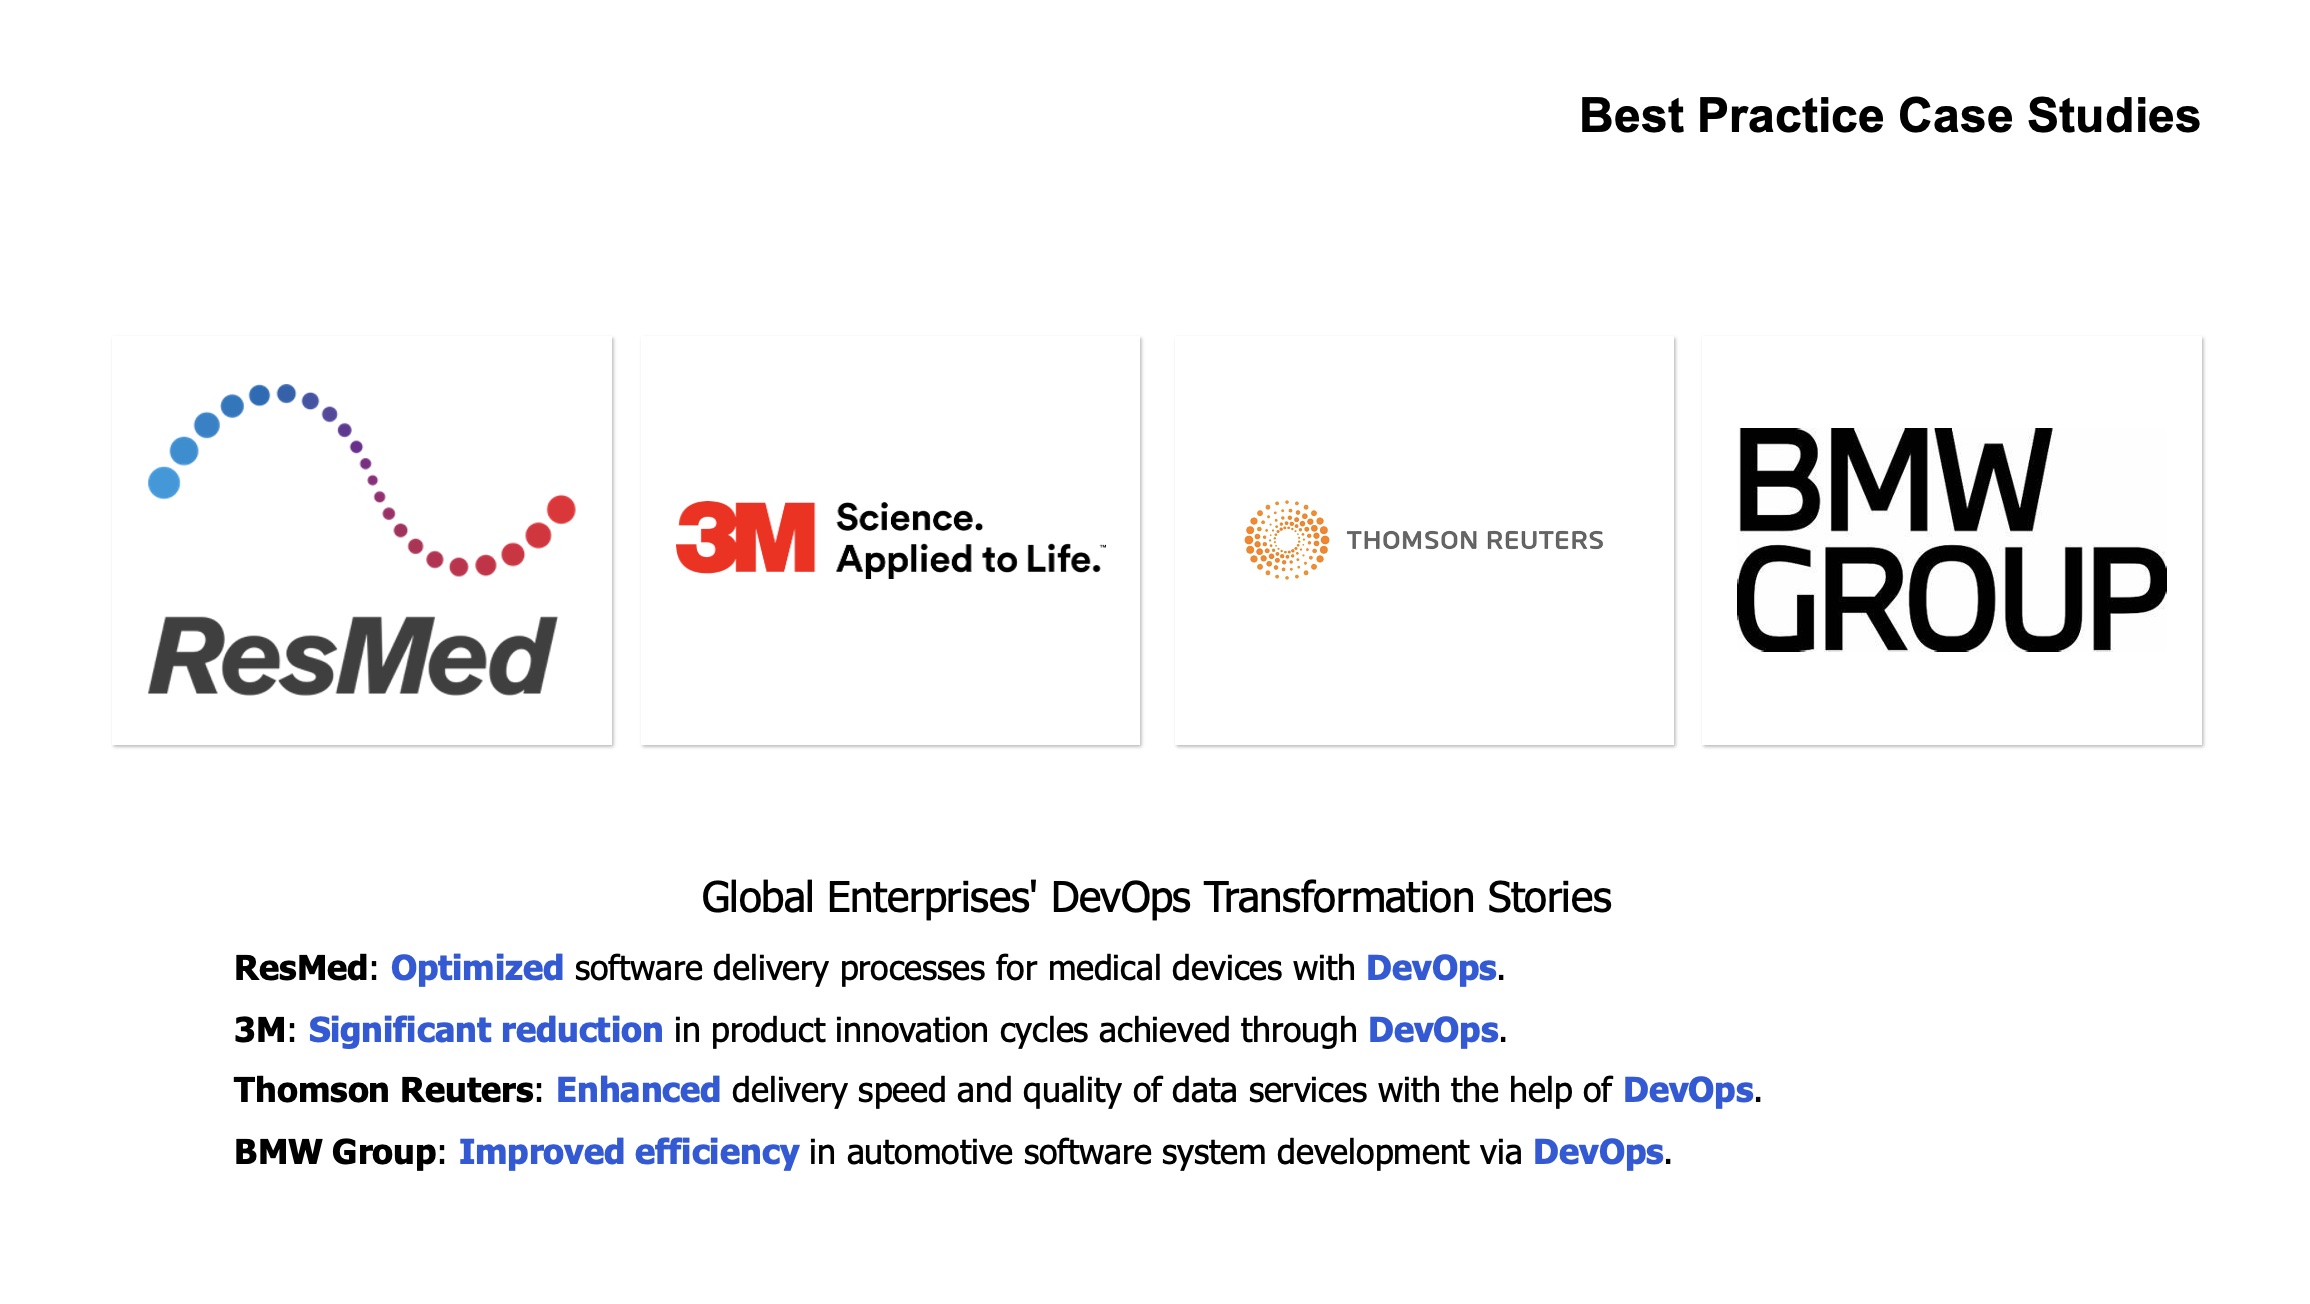 Best Practice Case Studies
ResMed
3M Science.
Applied to Life.™
THOMSON REUTERS
BMW
GROUP
Global Enterprises' DevOps Transformation Stories
ResMed: Optimized software delivery processes for medical devices with DevOps.
3M: Significant reduction in product innovation cycles achieved through DevOps.
Thomson Reuters: Enhanced delivery speed and quality of data services with the help of DevOps.
BMW Group: Improved efficiency in automotive software system development via DevOps.